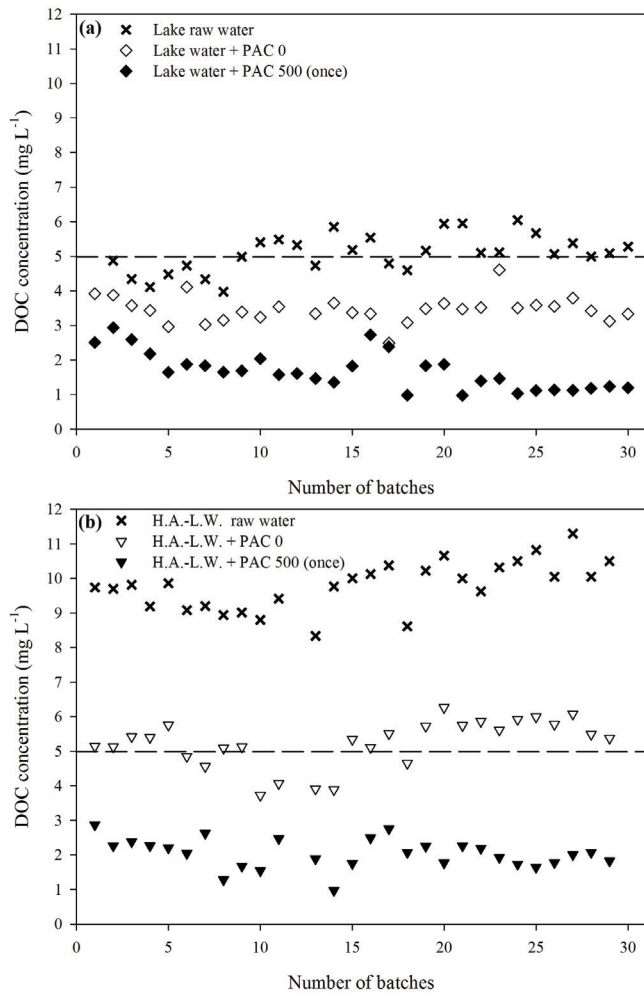 12
11
10
9
8
7
6
5
4
3
2
1
0
DOC concentration (mg L-1)
(a)
Lake raw water
Lake water + PAC 0
Lake water + PAC 500 (once)
0 5 10 15 20 25 30
Number of batches
12
11
10
9
8
7
6
5
4
3
2
1
0
DOC concentration (mg L-1)
(b)
H.A.-L.W. raw water
H.A.-L.W. + PAC 0
H.A.-L.W. + PAC 500 (once)
0 5 10 15 20 25 30
Number of batches